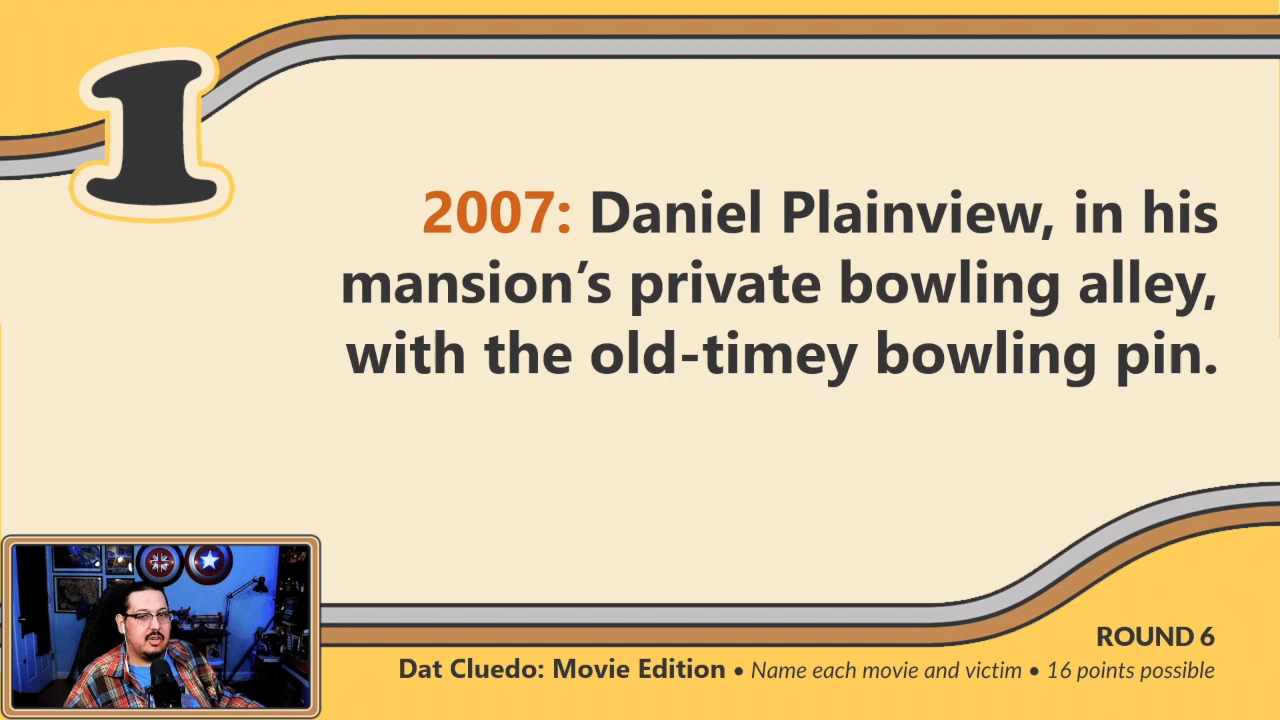 1
2007: Daniel Plainview, in his
mansion’s private bowling alley,
with the old-timey bowling pin.
ROUND 6
Dat Cluedo: Movie Edition • Name each movie and victim • 16 points possible